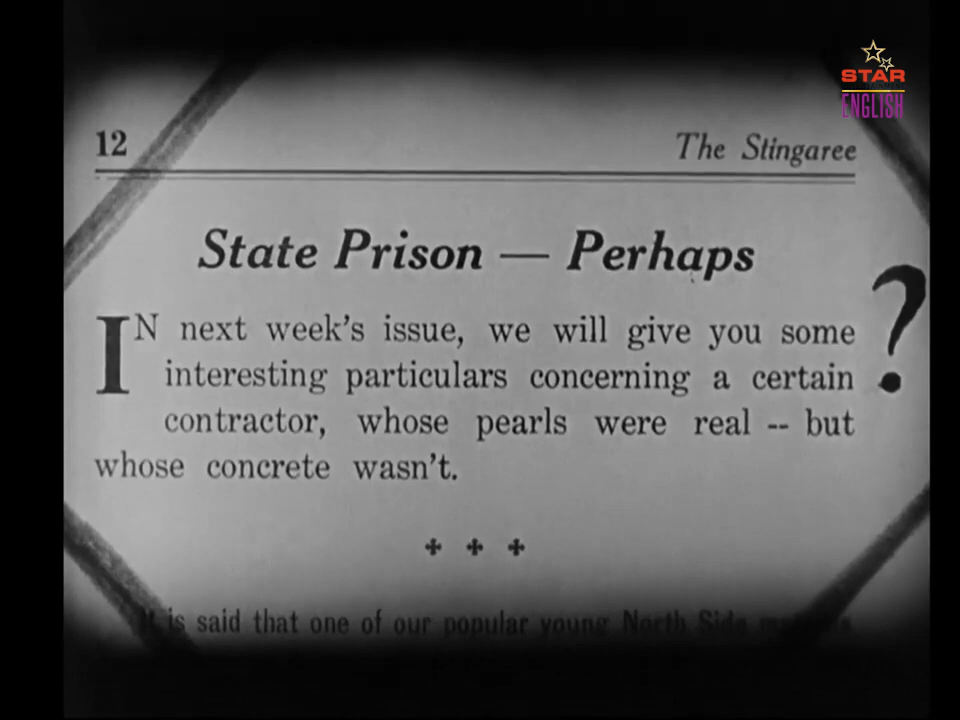 STAR
ENGLISH
12 The Stingaree
State Prison — Perhaps
IN next week's issue, we will give you some
interesting particulars concerning a certain
contractor, whose pearls were real -- but
whose concrete wasn't.
?
It is said that one of our popular young North Side